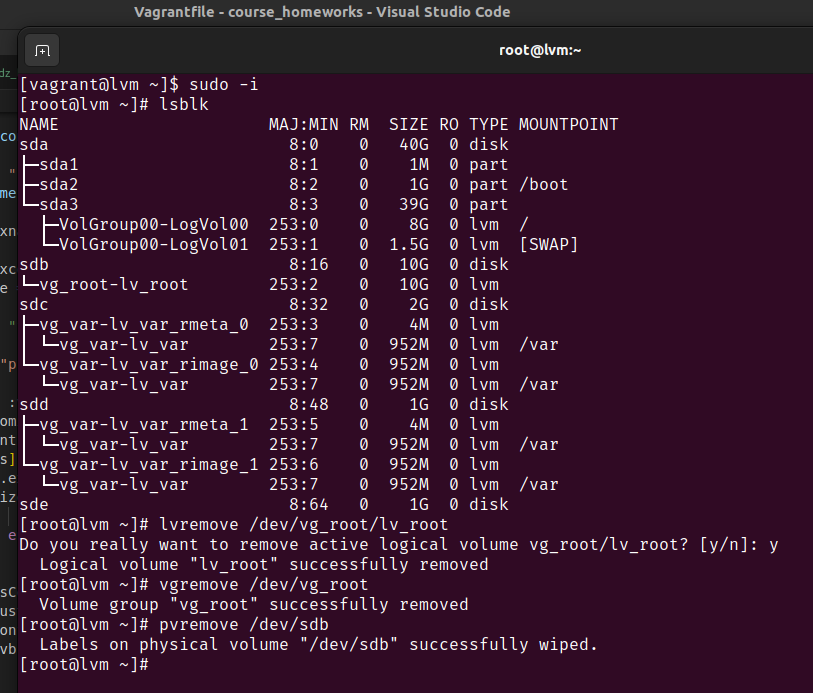 Vagrantfile - course_homeworks - Visual Studio Code
root@lvm:~
[vagrant@lvm ~]$ sudo -i
[root@lvm ~]# lsblk
NAME                     MAJ:MIN RM  SIZE RO TYPE MOUNTPOINT
sda                        8:0    0   40G  0 disk
├─sda1                     8:1    0    1M  0 part
├─sda2                     8:2    0    1G  0 part /boot
└─sda3                     8:3    0   39G  0 part
  ├─VolGroup00-LogVol00  253:0    0    8G  0 lvm  /
  └─VolGroup00-LogVol01  253:1    0  1.5G  0 lvm  [SWAP]
sdb                        8:16   0   10G  0 disk
└─vg_root-lv_root        253:2    0   10G  0 lvm
sdc                        8:32   0    2G  0 disk
├─vg_var-lv_var_rmeta_0  253:3    0    4M  0 lvm
│ └─vg_var-lv_var        253:7    0  952M  0 lvm  /var
└─vg_var-lv_var_rimage_0 253:4    0  952M  0 lvm
  └─vg_var-lv_var        253:7    0  952M  0 lvm  /var
sdd                        8:48   0    1G  0 disk
├─vg_var-lv_var_rmeta_1  253:5    0    4M  0 lvm
│ └─vg_var-lv_var        253:7    0  952M  0 lvm  /var
└─vg_var-lv_var_rimage_1 253:6    0  952M  0 lvm
  └─vg_var-lv_var        253:7    0  952M  0 lvm  /var
sde                        8:64   0    1G  0 disk
[root@lvm ~]# lvremove /dev/vg_root/lv_root
Do you really want to remove active logical volume vg_root/lv_root? [y/n]: y
  Logical volume "lv_root" successfully removed
[root@lvm ~]# vgremove /dev/vg_root
  Volume group "vg_root" successfully removed
[root@lvm ~]# pvremove /dev/sdb
  Labels on physical volume "/dev/sdb" successfully wiped.
[root@lvm ~]#